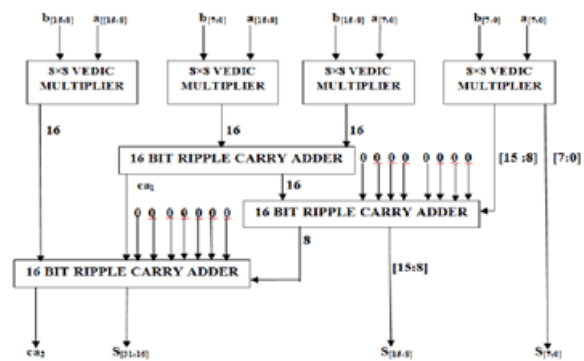 b[15:8] a[[15:8] b[7:0] a[15:8] b[15:8] a[7:0] b[7:0] a[7:0]
8×8 VEDIC MULTIPLIER
8×8 VEDIC MULTIPLIER
8×8 VEDIC MULTIPLIER
8×8 VEDIC MULTIPLIER
16 16 16
16 BIT RIPPLE CARRY ADDER
0 0 0 0 0 0 0 0
[15 :8] [7:0]
ca1 16
0 0 0 0 0 0 0
16 BIT RIPPLE CARRY ADDER
8
16 BIT RIPPLE CARRY ADDER
[15:8]
ca2 S[31:16] S[15:8] S[7:0]